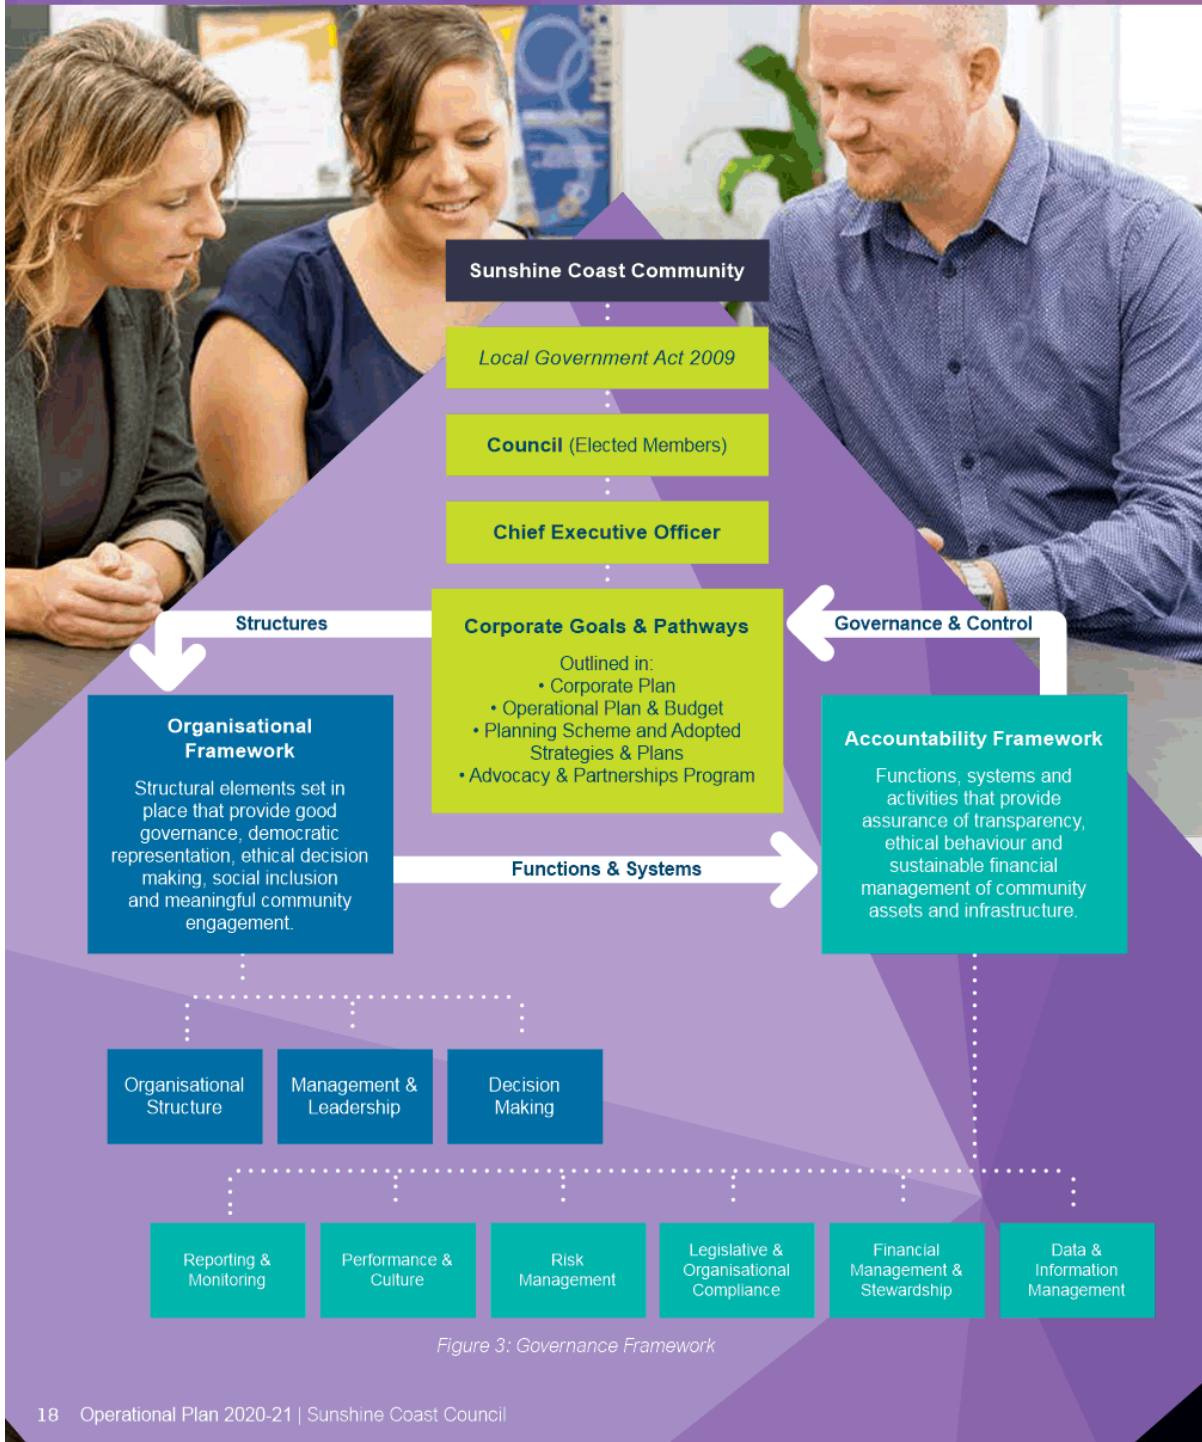 Sunshine Coast Community
Local Government Act 2009
Council (Elected Members)
Chief Executive Officer
Structures
Corporate Goals & Pathways
Outlined in:
• Corporate Plan
• Operational Plan & Budget
• Planning Scheme and Adopted
Strategies & Plans
• Advocacy & Partnerships Program
Governance & Control
Organisational
Framework
Structural elements set in
place that provide good
governance, democratic
representation, ethical decision
making, social inclusion
and meaningful community
engagement.
Functions & Systems
Accountability Framework
Functions, systems and
activities that provide
assurance of transparency,
ethical behaviour and
sustainable financial
management of community
assets and infrastructure.
Organisational
Structure
Management &
Leadership
Decision
Making
Reporting &
Monitoring
Performance &
Culture
Risk
Management
Legislative &
Organisational
Compliance
Financial
Management &
Stewardship
Data &
Information
Management
Figure 3: Governance Framework
18 Operational Plan 2020-21 | Sunshine Coast Council